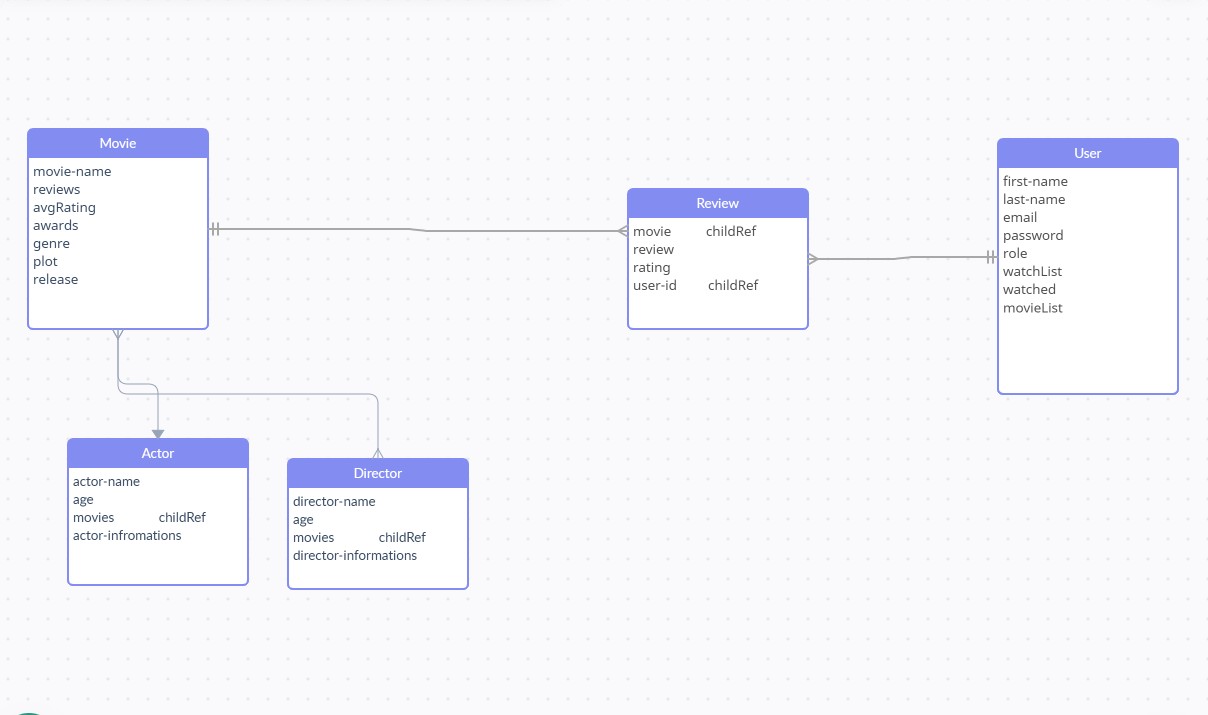 Movie
movie-name
reviews
avgRating
awards
genre
plot
release
Review
movie childRef
review
rating
user-id childRef
User
first-name
last-name
email
password
role
watchList
watched
movieList
Actor
actor-name
age
movies childRef
actor-infromations
Director
director-name
age
movies childRef
director-informations